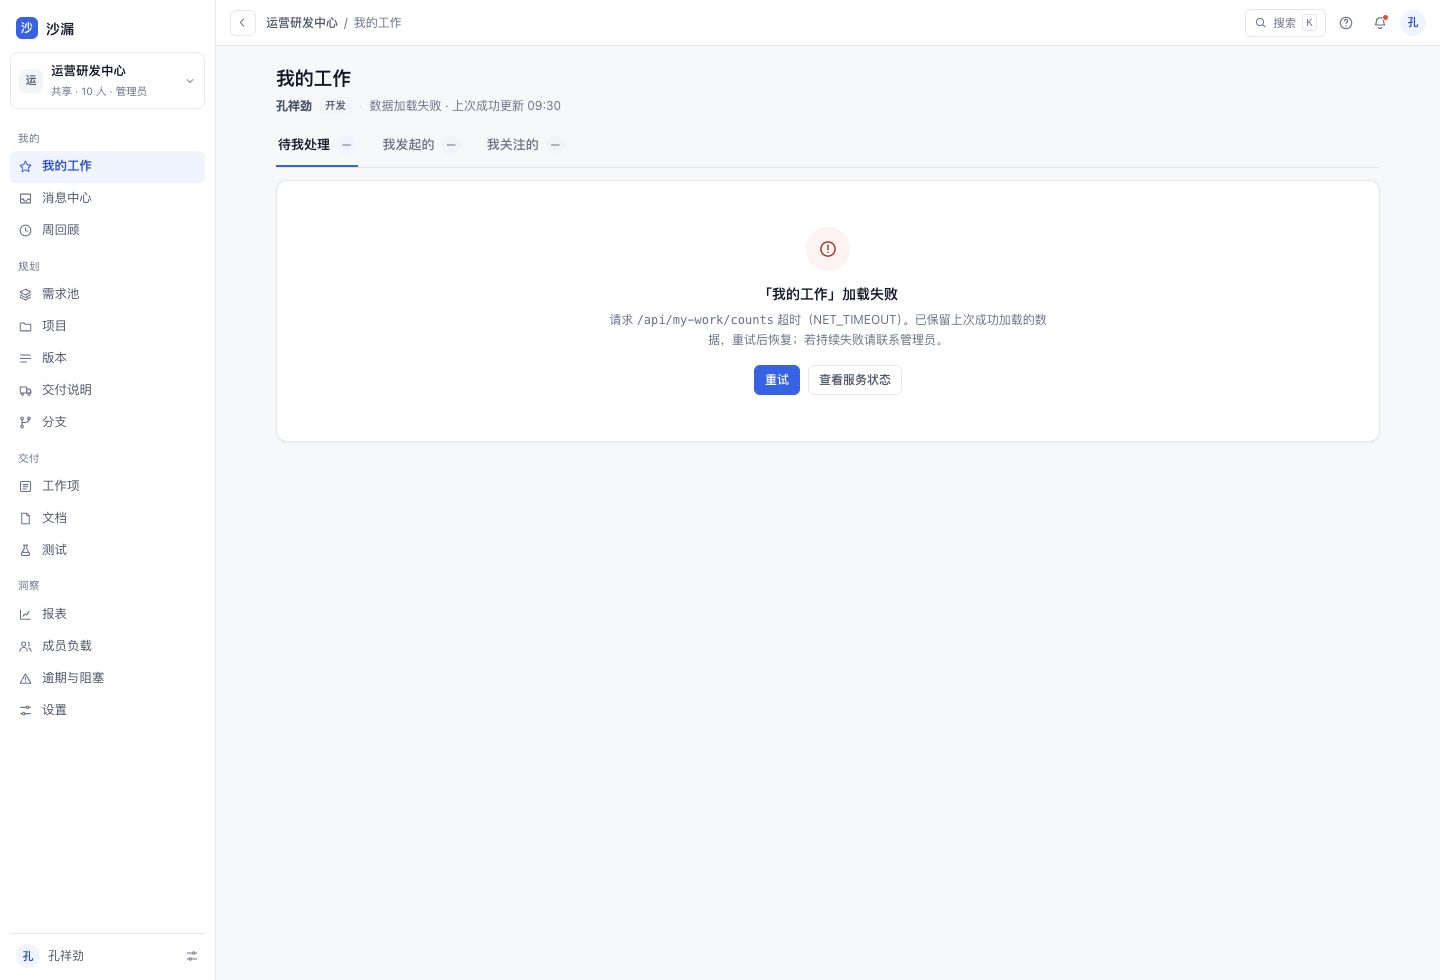 沙 沙漏
运 运营研发中心
共享 · 10 人 · 管理员
我的
我的工作
消息中心
周回顾
规划
需求池
项目
版本
交付说明
分支
交付
工作项
文档
测试
洞察
报表
成员负载
逾期与阻塞
设置
孔 孔祥劲
运营研发中心 / 我的工作
搜索 K
孔
我的工作
孔祥劲 开发 · 数据加载失败 · 上次成功更新 09:30
待我处理 — 我发起的 — 我关注的 —
「我的工作」加载失败
请求 /api/my-work/counts 超时（NET_TIMEOUT）。已保留上次成功加载的数
据，重试后恢复；若持续失败请联系管理员。
重试 查看服务状态